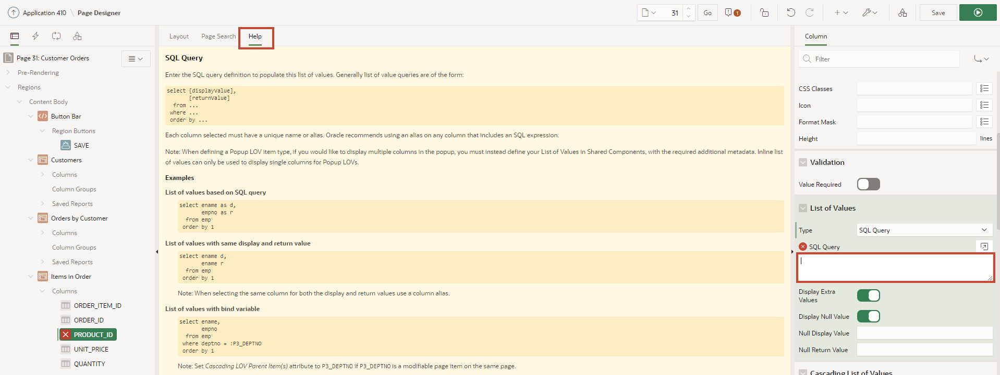 Application 410 \ Page Designer
31
Go
1
Save
Page 31: Customer Orders
Pre-Rendering
Regions
Content Body
Button Bar
Region Buttons
SAVE
Customers
Columns
Column Groups
Saved Reports
Orders by Customer
Columns
Column Groups
Saved Reports
Items in Order
Columns
ORDER_ITEM_ID
ORDER_ID
PRODUCT_ID
UNIT_PRICE
QUANTITY
Layout Page Search Help
SQL Query
Enter the SQL query definition to populate this list of values. Generally list of value queries are of the form:
select [displayValue],
[returnValue]
from ...
where ...
order by ...
Each column selected must have a unique name or alias. Oracle recommends using an alias on any column that includes an SQL expression.
Note: When defining a Popup LOV item type, if you would like to display multiple columns in the popup, you must instead define your List of Values in Shared Components, with the required additional metadata. Inline list
of values can only be used to display single columns for Popup LOVs.
Examples
List of values based on SQL query
select ename as d,
empno as r
from emp
order by 1
List of values with same display and return value
select ename d,
ename r
from emp
order by 1
Note: When selecting the same column for both the display and return values use a column alias.
List of values with bind variable
select ename,
empno
from emp
where deptno = :P3_DEPTNO
order by 1
Note: Set Cascading LOV Parent Item(s) attribute to P3_DEPTNO if P3_DEPTNO is a modifiable page item on the same page.
Column
Filter
CSS Classes
Icon
Format Mask
Height lines
Validation
Value Required
List of Values
Type SQL Query
SQL Query
Display Extra
Values
Display Null Value
Null Display Value
Null Return Value
Cascading List of Values